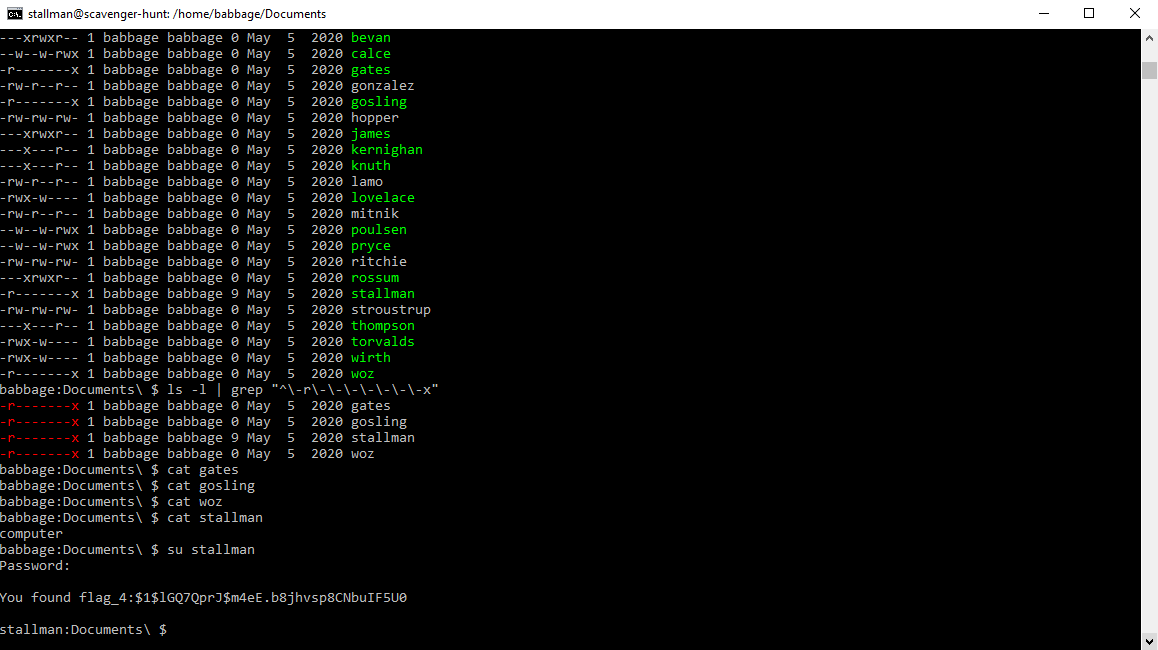 stallman@scavenger-hunt: /home/babbage/Documents
---xrwxr-- 1 babbage babbage 0 May  5  2020 bevan
--w--w-rwx 1 babbage babbage 0 May  5  2020 calce
-r-------x 1 babbage babbage 0 May  5  2020 gates
-rw-r--r-- 1 babbage babbage 0 May  5  2020 gonzalez
-r-------x 1 babbage babbage 0 May  5  2020 gosling
-rw-rw-rw- 1 babbage babbage 0 May  5  2020 hopper
---xrwxr-- 1 babbage babbage 0 May  5  2020 james
---x---r-- 1 babbage babbage 0 May  5  2020 kernighan
---x---r-- 1 babbage babbage 0 May  5  2020 knuth
-rw-r--r-- 1 babbage babbage 0 May  5  2020 lamo
-rwx-w---- 1 babbage babbage 0 May  5  2020 lovelace
-rw-r--r-- 1 babbage babbage 0 May  5  2020 mitnik
--w--w-rwx 1 babbage babbage 0 May  5  2020 poulsen
--w--w-rwx 1 babbage babbage 0 May  5  2020 pryce
-rw-rw-rw- 1 babbage babbage 0 May  5  2020 ritchie
---xrwxr-- 1 babbage babbage 0 May  5  2020 rossum
-r-------x 1 babbage babbage 9 May  5  2020 stallman
-rw-rw-rw- 1 babbage babbage 0 May  5  2020 stroustrup
---x---r-- 1 babbage babbage 0 May  5  2020 thompson
-rwx-w---- 1 babbage babbage 0 May  5  2020 torvalds
-rwx-w---- 1 babbage babbage 0 May  5  2020 wirth
-r-------x 1 babbage babbage 0 May  5  2020 woz
babbage:Documents\ $ ls -l | grep "^\-r\-\-\-\-\-\-\-x"
-r-------x 1 babbage babbage 0 May  5  2020 gates
-r-------x 1 babbage babbage 0 May  5  2020 gosling
-r-------x 1 babbage babbage 9 May  5  2020 stallman
-r-------x 1 babbage babbage 0 May  5  2020 woz
babbage:Documents\ $ cat gates
babbage:Documents\ $ cat gosling
babbage:Documents\ $ cat woz
babbage:Documents\ $ cat stallman
computer
babbage:Documents\ $ su stallman
Password:
You found flag_4:$1$lGQ7QprJ$m4eE.b8jhvsp8CNbuIF5U0
stallman:Documents\ $